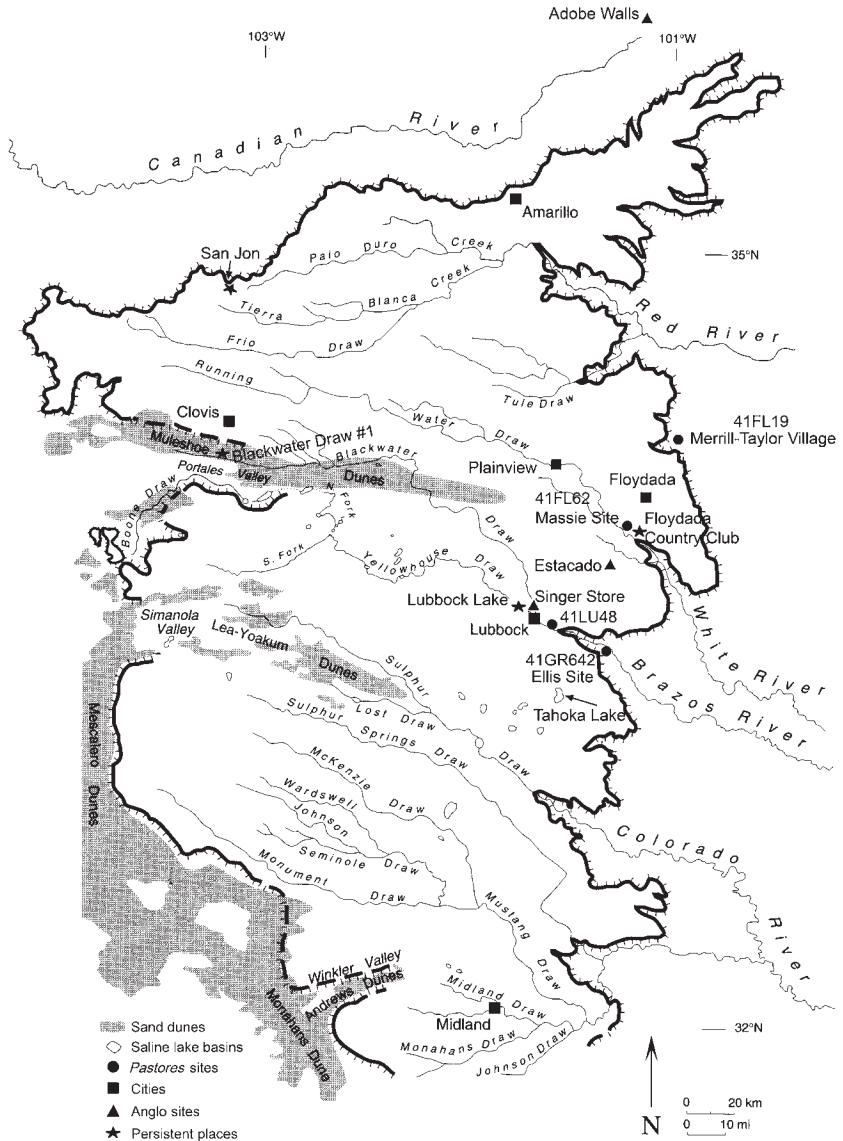 Adobe Walls
103°W
101°W
Canadian River
Amarillo
San Jon
Palo Duro Creek
35°N
Tierra Blanca Creek
Red River
Frio Draw
Running Water Draw
Tule Draw
Clovis
41FL19
Merrill-Taylor Village
Muleshoe Dunes
Blackwater Draw #1
Blackwater Draw
Plainview
Floydada
Portales Valley
Boone Draw
N Fork
41FL62
Massie Site
Floydada
Country Club
S. Fork
Yellowhouse Draw
Estacado
Singer Store
Lubbock Lake
41LU48
Lubbock
Simanola
Valley
Lea-Yoakum Dunes
41GR642
Ellis Site
White River
Brazos River
Tahoka Lake
Sulphur Draw
Lost Draw
Sulphur Springs Draw
Mescalero Dunes
McKenzie Draw
Wardswell
Johnson
Draw
Seminole
Monument Draw
Colorado River
Mustang Draw
Winkler Valley
Andrews Dunes
Monahans Dune
Midland Draw
Midland
Monahans Draw
Johnson Draw
32°N
Sand dunes
Saline lake basins
Pastores sites
Cities
Anglo sites
Persistent places
N
0 20 km
0 10 mi